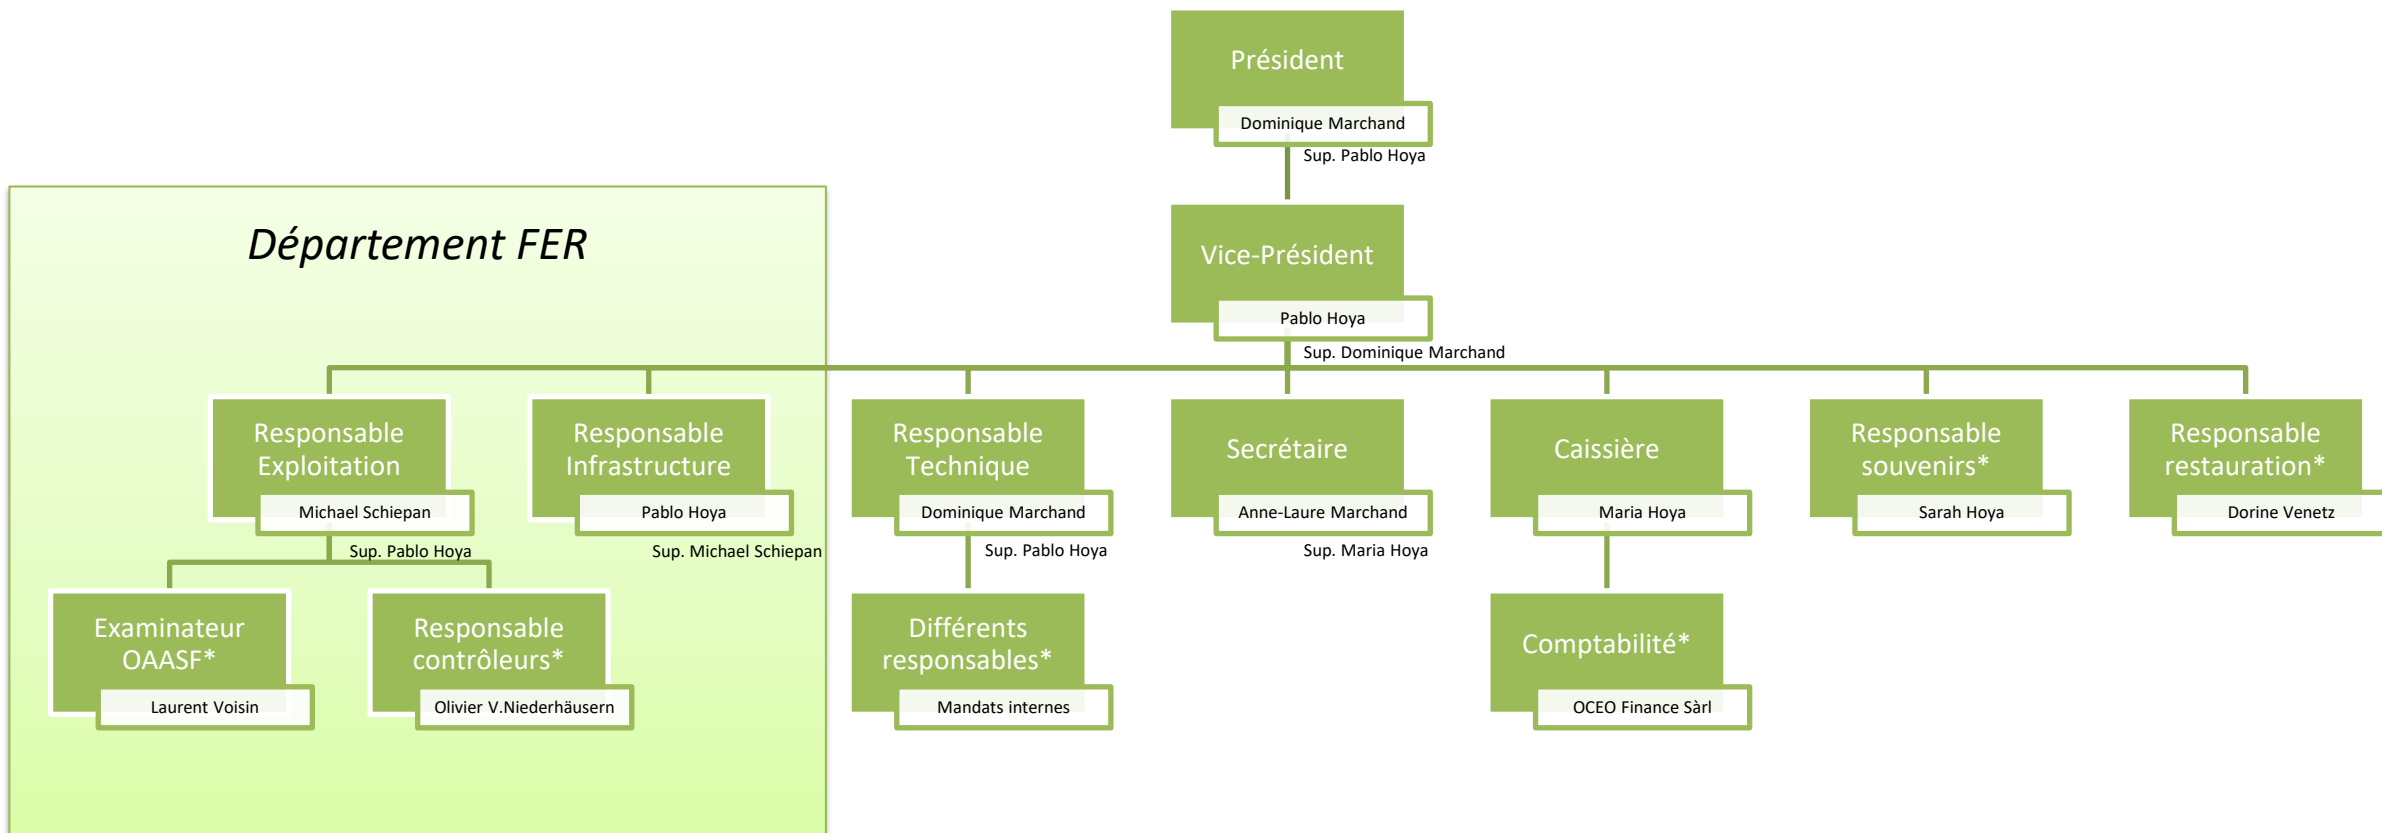 Président
Dominique Marchand
Sup. Pablo Hoya
Département FER
Vice-Président
Pablo Hoya
Sup. Dominique Marchand
Responsable
Exploitation
Michael Schiepan
Sup. Pablo Hoya
Responsable
Infrastructure
Pablo Hoya
Sup. Michael Schiepan
Responsable
Technique
Dominique Marchand
Sup. Pablo Hoya
Secrétaire
Anne-Laure Marchand
Sup. Maria Hoya
Caissière
Maria Hoya
Responsable
souvenirs*
Sarah Hoya
Responsable
restauration*
Dorine Venetz
Examinateur
OAASF*
Laurent Voisin
Responsable
contrôleurs*
Olivier V.Niederhäusern
Différents
responsables*
Mandats internes
Comptabilité*
OCEO Finance Sàrl